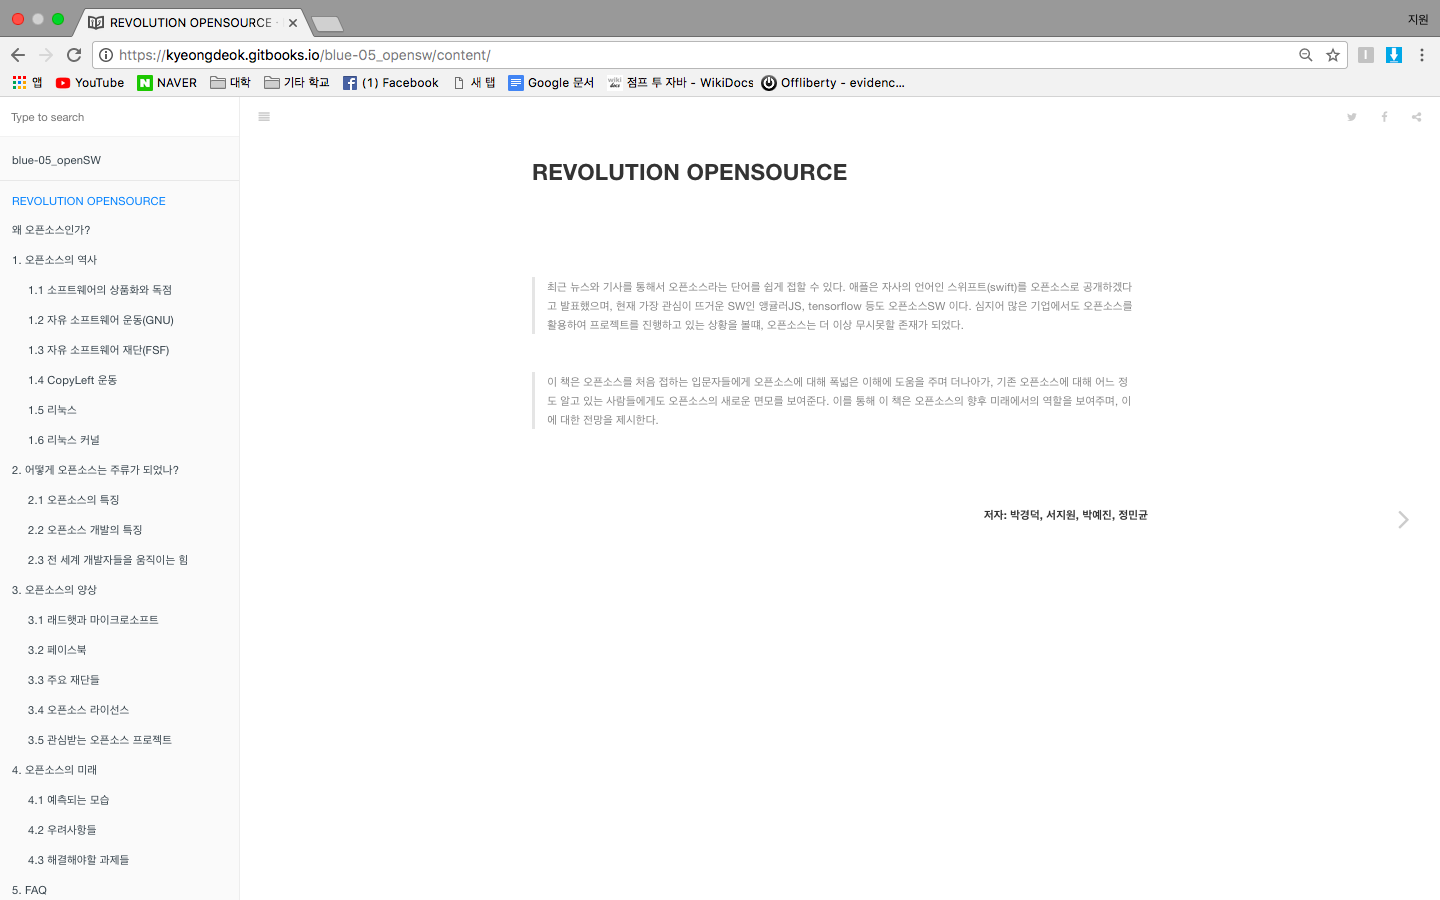 REVOLUTION OPENSOURCE ·
지원
https://kyeongdeok.gitbooks.io/blue-05_opensw/content/
앱
YouTube
NAVER
대학
기타 학교
(1) Facebook
새 탭
Google 문서
점프 투 자바 - WikiDocs
Offliberty - evidenc...
Type to search
blue-05_openSW
REVOLUTION OPENSOURCE
왜 오픈소스인가?
1. 오픈소스의 역사
1.1 소프트웨어의 상품화와 독점
1.2 자유 소프트웨어 운동(GNU)
1.3 자유 소프트웨어 재단(FSF)
1.4 CopyLeft 운동
1.5 리눅스
1.6 리눅스 커널
2. 어떻게 오픈소스는 주류가 되었나?
2.1 오픈소스의 특징
2.2 오픈소스 개발의 특징
2.3 전 세계 개발자들을 움직이는 힘
3. 오픈소스의 양상
3.1 래드햇과 마이크로소프트
3.2 페이스북
3.3 주요 재단들
3.4 오픈소스 라이선스
3.5 관심받는 오픈소스 프로젝트
4. 오픈소스의 미래
4.1 예측되는 모습
4.2 우려사항들
4.3 해결해야할 과제들
5. FAQ
REVOLUTION OPENSOURCE
최근 뉴스와 기사를 통해서 오픈소스라는 단어를 쉽게 접할 수 있다. 애플은 자사의 언어인 스위프트(swift)를 오픈소스로 공개하겠다
고 발표했으며, 현재 가장 관심이 뜨거운 SW인 앵귤러JS, tensorflow 등도 오픈소스SW 이다. 심지어 많은 기업에서도 오픈소스를
활용하여 프로젝트를 진행하고 있는 상황을 볼떄, 오픈소스는 더 이상 무시못할 존재가 되었다.
이 책은 오픈소스를 처음 접하는 입문자들에게 오픈소스에 대해 폭넓은 이해에 도움을 주며 더나아가, 기존 오픈소스에 대해 어느 정
도 알고 있는 사람들에게도 오픈소스의 새로운 면모를 보여준다. 이를 통해 이 책은 오픈소스의 향후 미래에서의 역할을 보여주며, 이
에 대한 전망을 제시한다.
저자: 박경덕, 서지원, 박예진, 정민균